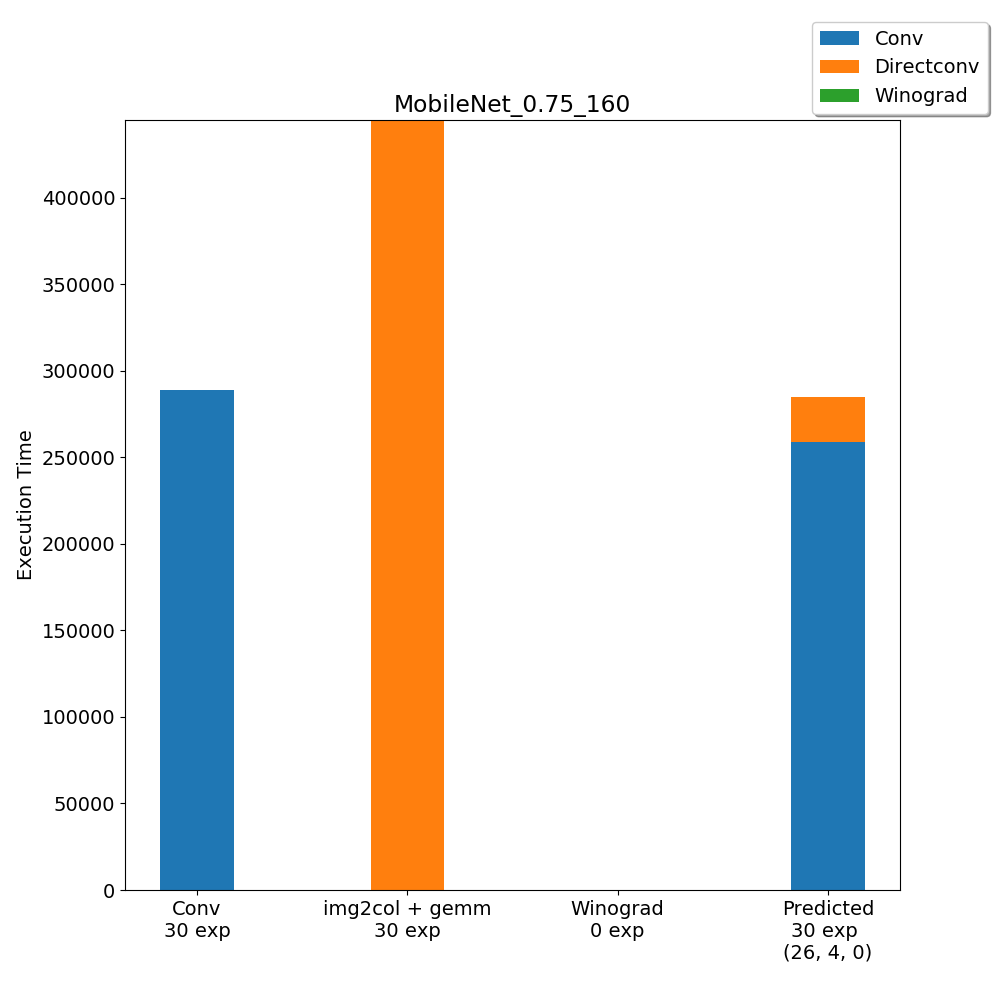 Conv
Directconv
Winograd
MobileNet_0.75_160
Execution Time
400000
350000
300000
250000
200000
150000
100000
50000
0
Conv
30 exp
img2col + gemm
30 exp
Winograd
0 exp
Predicted
30 exp
(26, 4, 0)